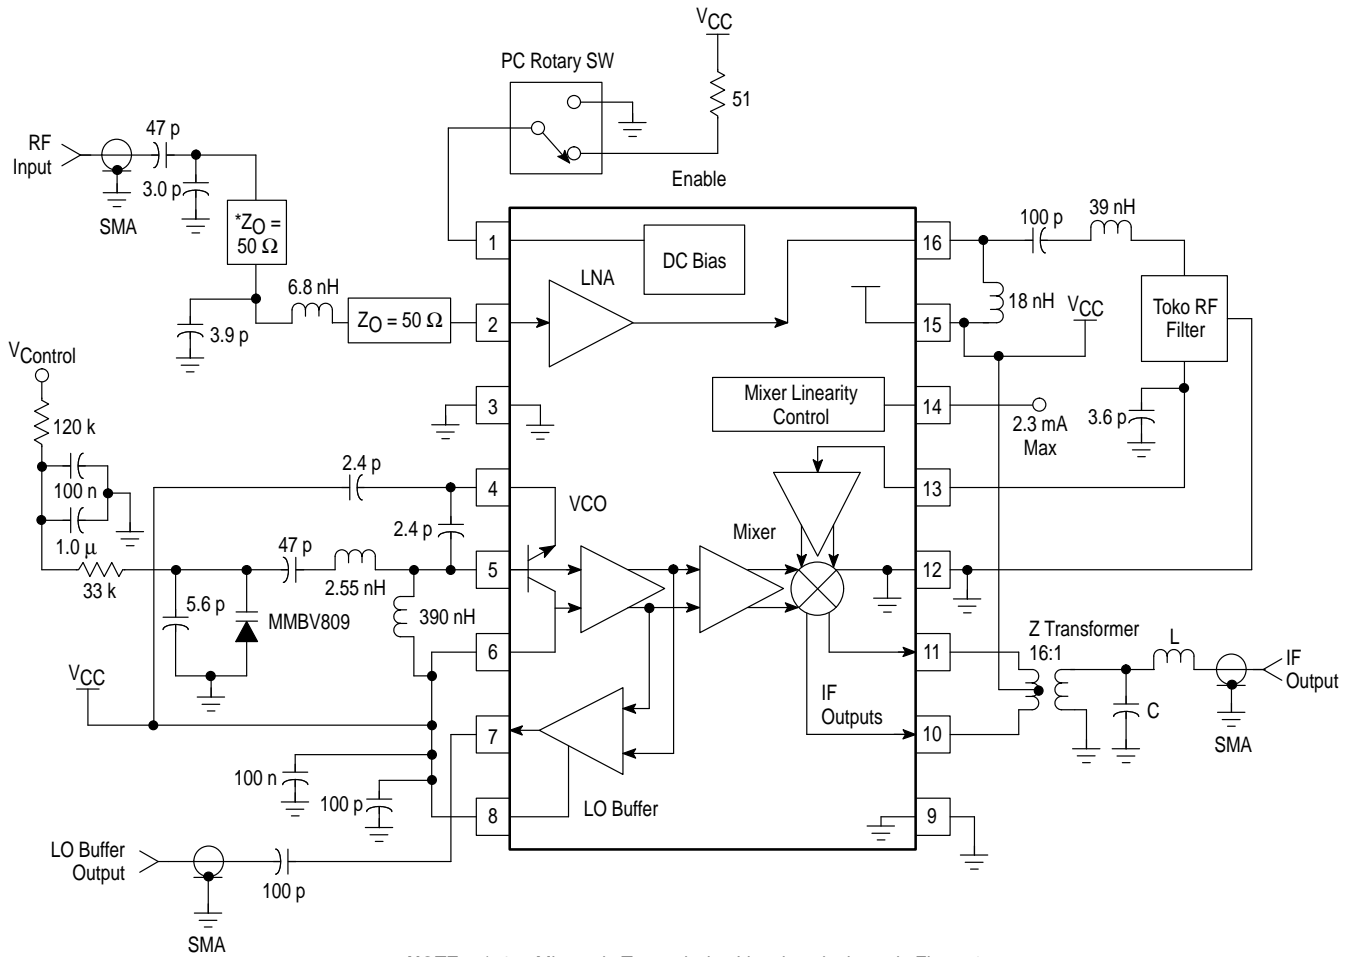 VCC
PC Rotary SW
51
Enable
RF
Input
47 p
3.0 p
SMA
*ZO =
50 Ω
6.8 nH
ZO = 50 Ω
3.9 p
VControl
120 k
100 n
1.0 µ
33 k
5.6 p
MMBV809
47 p
2.55 nH
390 nH
2.4 p
2.4 p
VCC
100 n
100 p
LO Buffer
Output
100 p
SMA
1
2
3
4
5
6
7
8
DC Bias
LNA
Mixer Linearity
Control
VCO
Mixer
IF
Outputs
LO Buffer
16
15
14
13
12
11
10
9
100 p
39 nH
18 nH
VCC
Toko RF
Filter
3.6 p
2.3 mA
Max
Z Transformer
16:1
L
C
IF
Output
SMA